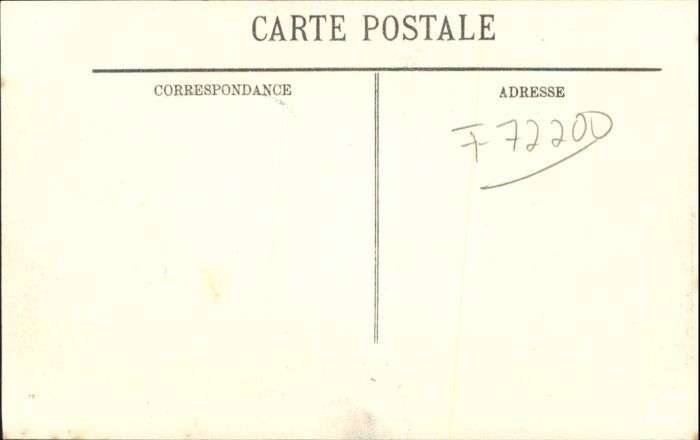 CARTE POSTALE
CORRESPONDANCE
ADRESSE
F 72200